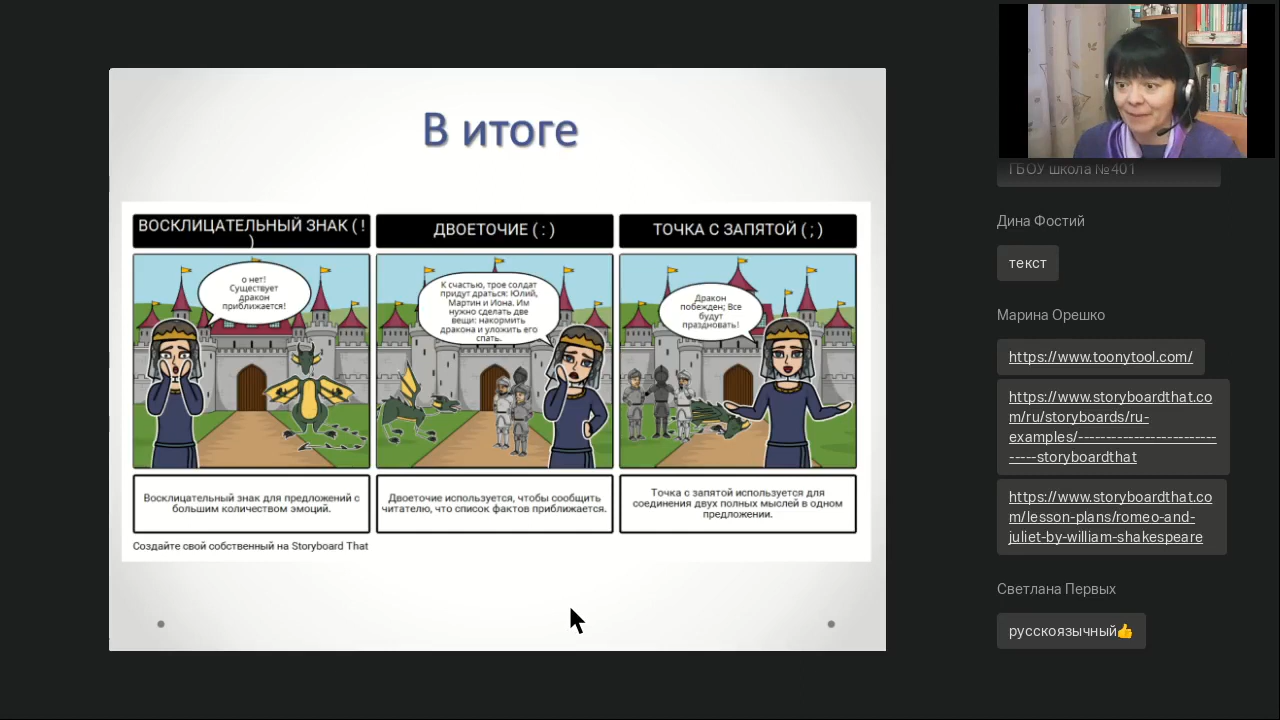 В итоге
ВОСКЛИЦАТЕЛЬНЫЙ ЗНАК ( !
)
ДВОЕТОЧИЕ ( : )
ТОЧКА С ЗАПЯТОЙ ( ; )
о нет!
Существует
дракон
приближается!
К счастью, трое солдат
придут драться: Юлий,
Мартин и Иона. Им
нужно сделать две
вещи: накормить
дракона и уложить его
спать.
Дракон
побежден; Все
будут
праздновать!
Восклицательный знак для предложений с
большим количеством эмоций.
Двоеточие используется, чтобы сообщить
читателю, что список фактов приближается.
Точка с запятой используется для
соединения двух полных мыслей в одном
предложении.
Создайте свой собственный на Storyboard That
ГБОУ школа №401
Дина Фостий
текст
Марина Орешко
https://www.toonytool.com/
https://www.storyboardthat.co
m/ru/storyboards/ru-
examples/-------------------------
-----storyboardthat
https://www.storyboardthat.co
m/lesson-plans/romeo-and-
juliet-by-william-shakespeare
Светлана Первых
русскоязычный👍